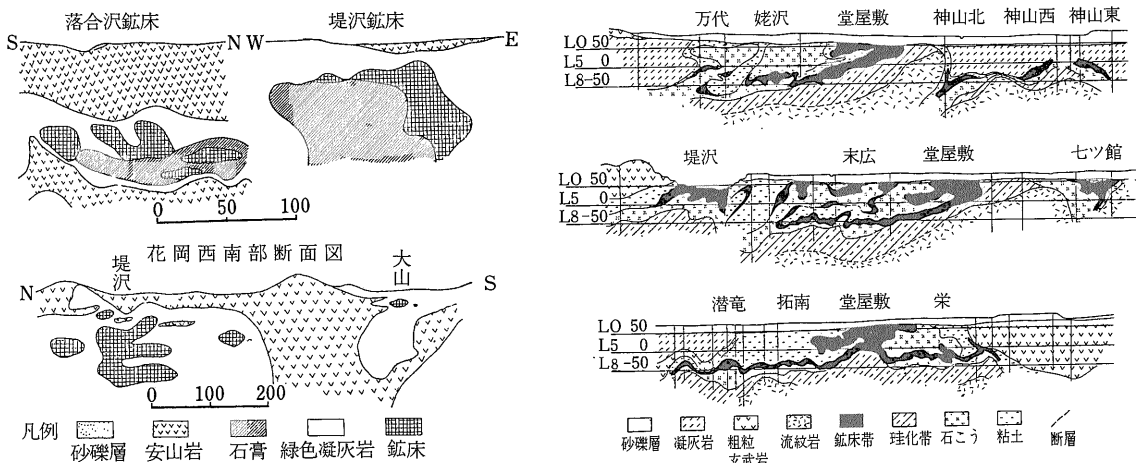 落合沢鉱床
堤沢鉱床
S
N W
E
0 50 100
花岡西南部断面図
堤沢
大山
N
S
0 100 200
凡例
砂礫層
安山岩
石膏
緑色凝灰岩
鉱床
万代 姥沢 堂屋敷 神山北 神山西 神山東
LO 50
L5 0
L8-50
堤沢 末広 堂屋敷 七ツ館
LO 50
L5 0
L8-50
潜竜 拓南 堂屋敷 栄
LO 50
L5 0
L8-50
砂礫層 凝灰岩 粗粒玄武岩 流紋岩 鉱床帯 珪化帯 石こう 粘土 断層